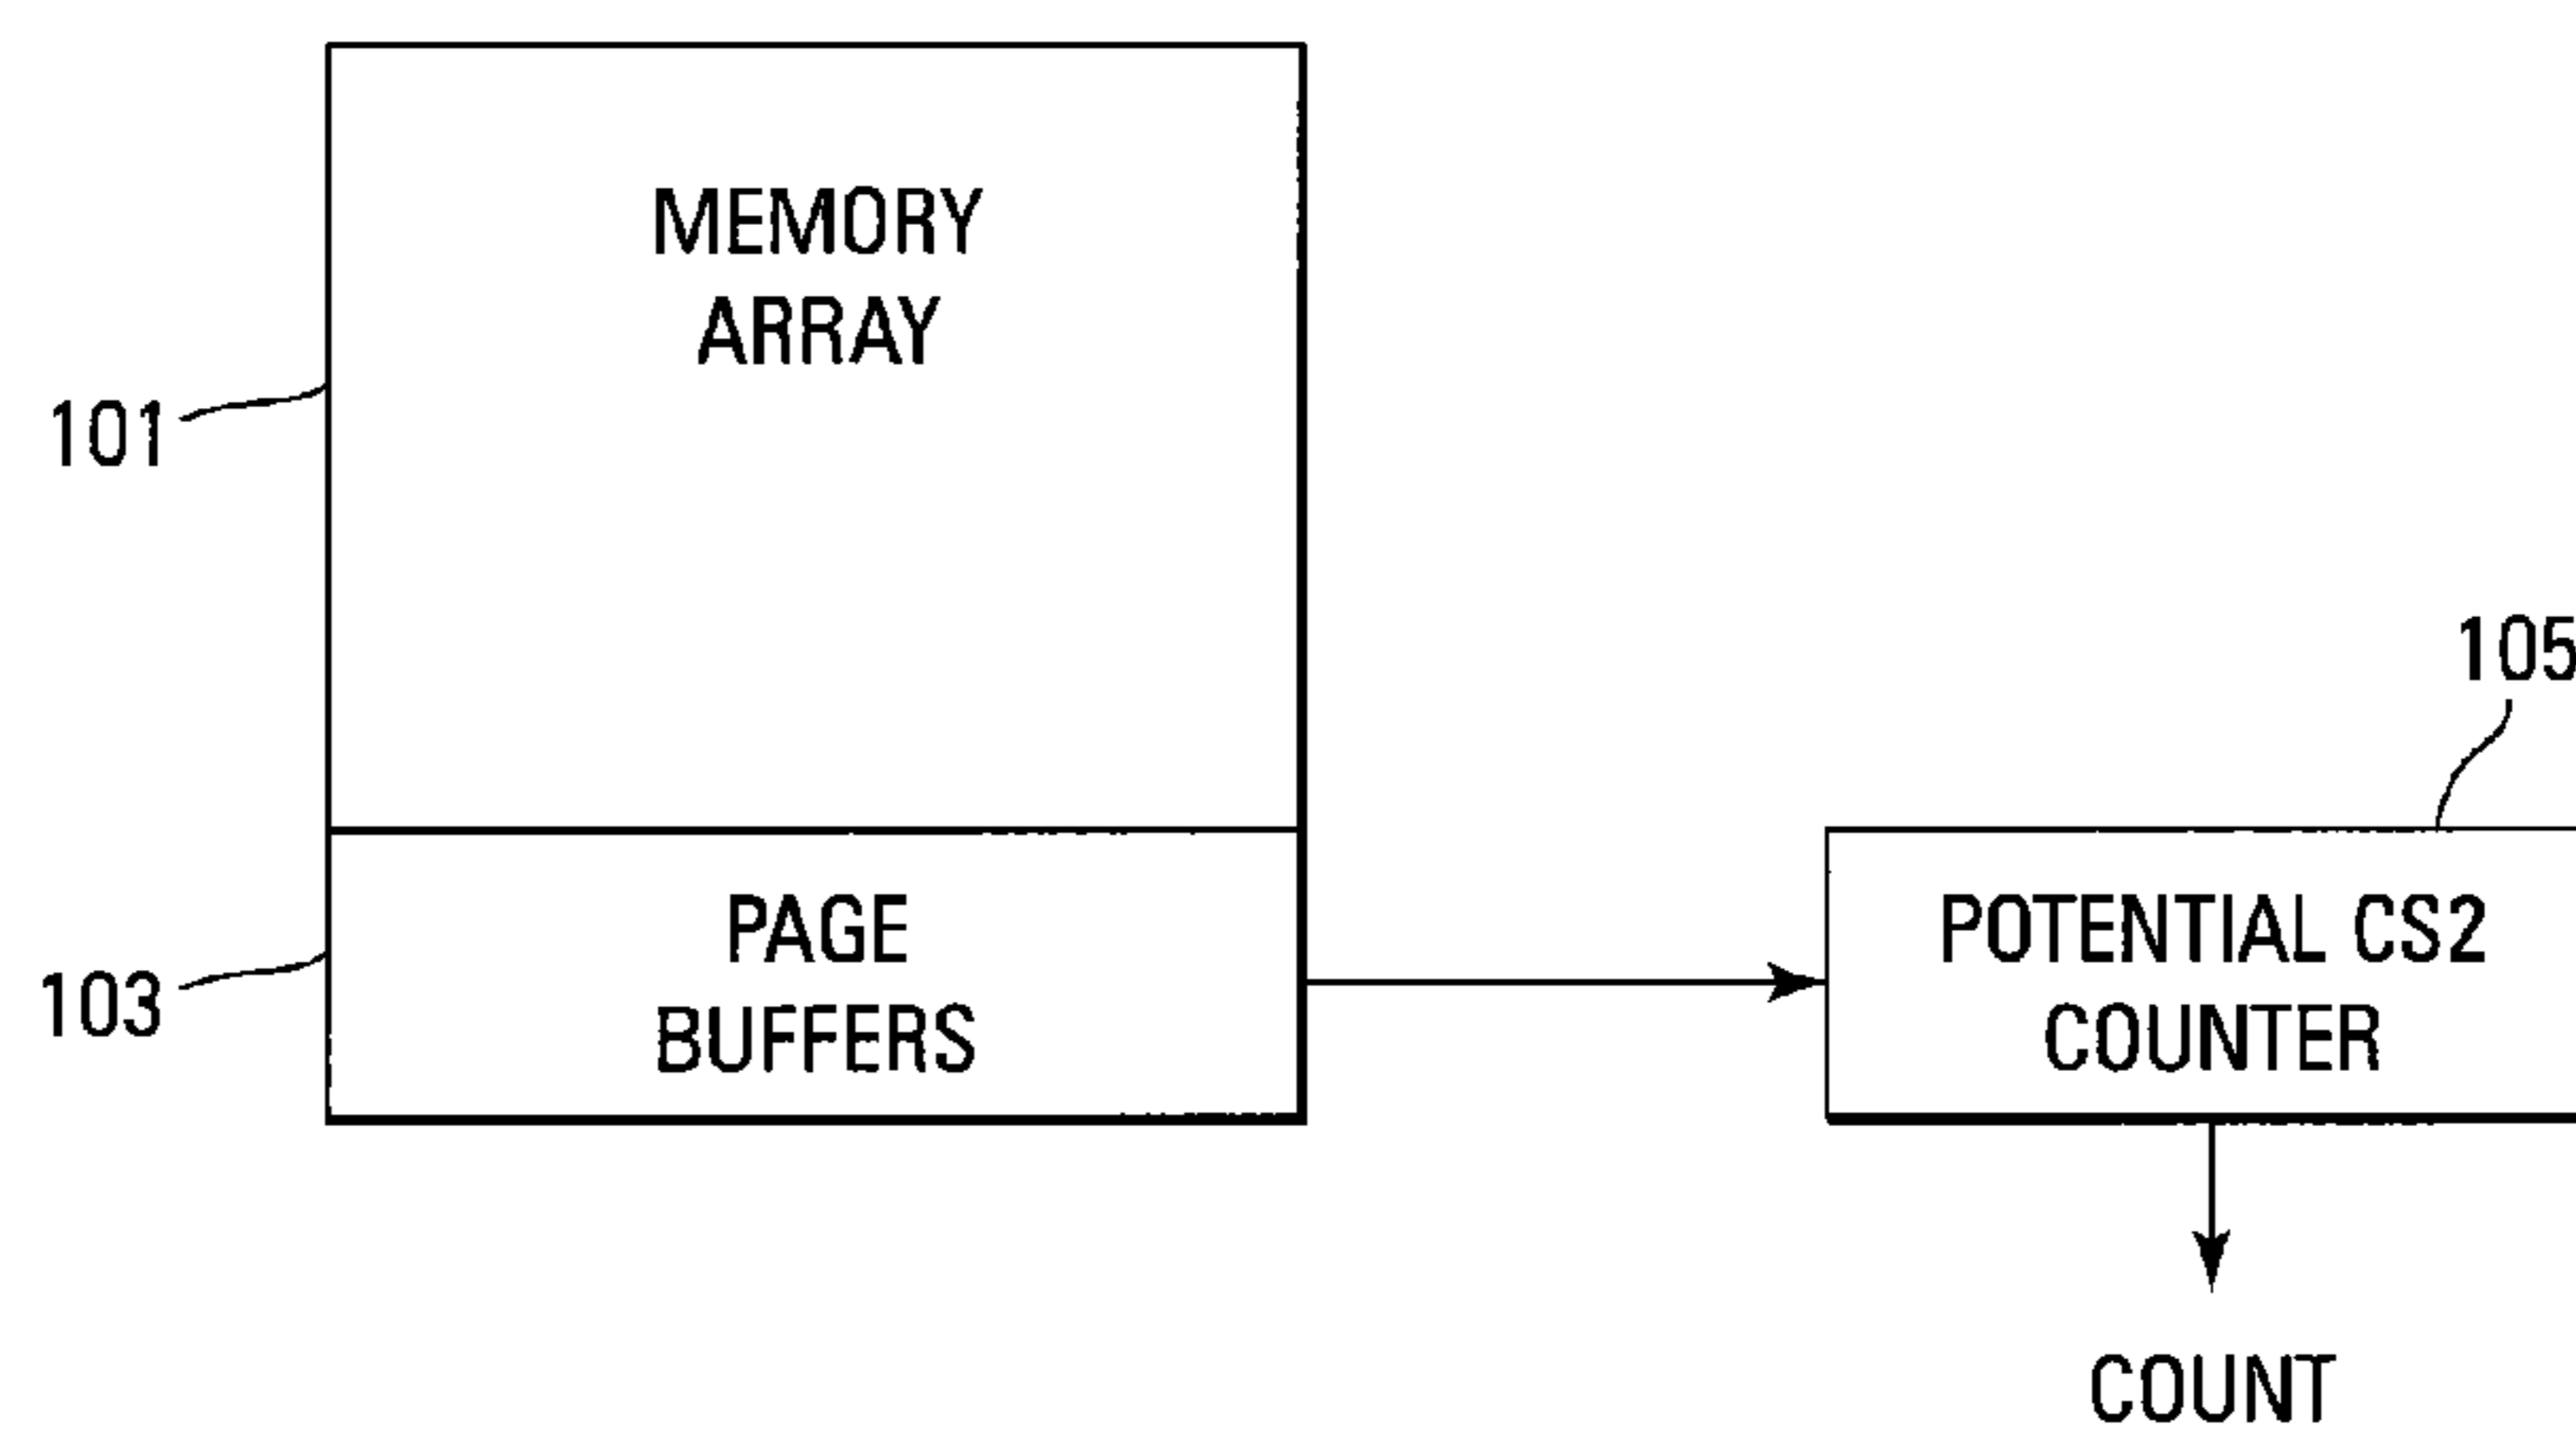 MEMORY
ARRAY
101
105
PAGE
BUFFERS
103
POTENTIAL CS2
COUNTER
COUNT